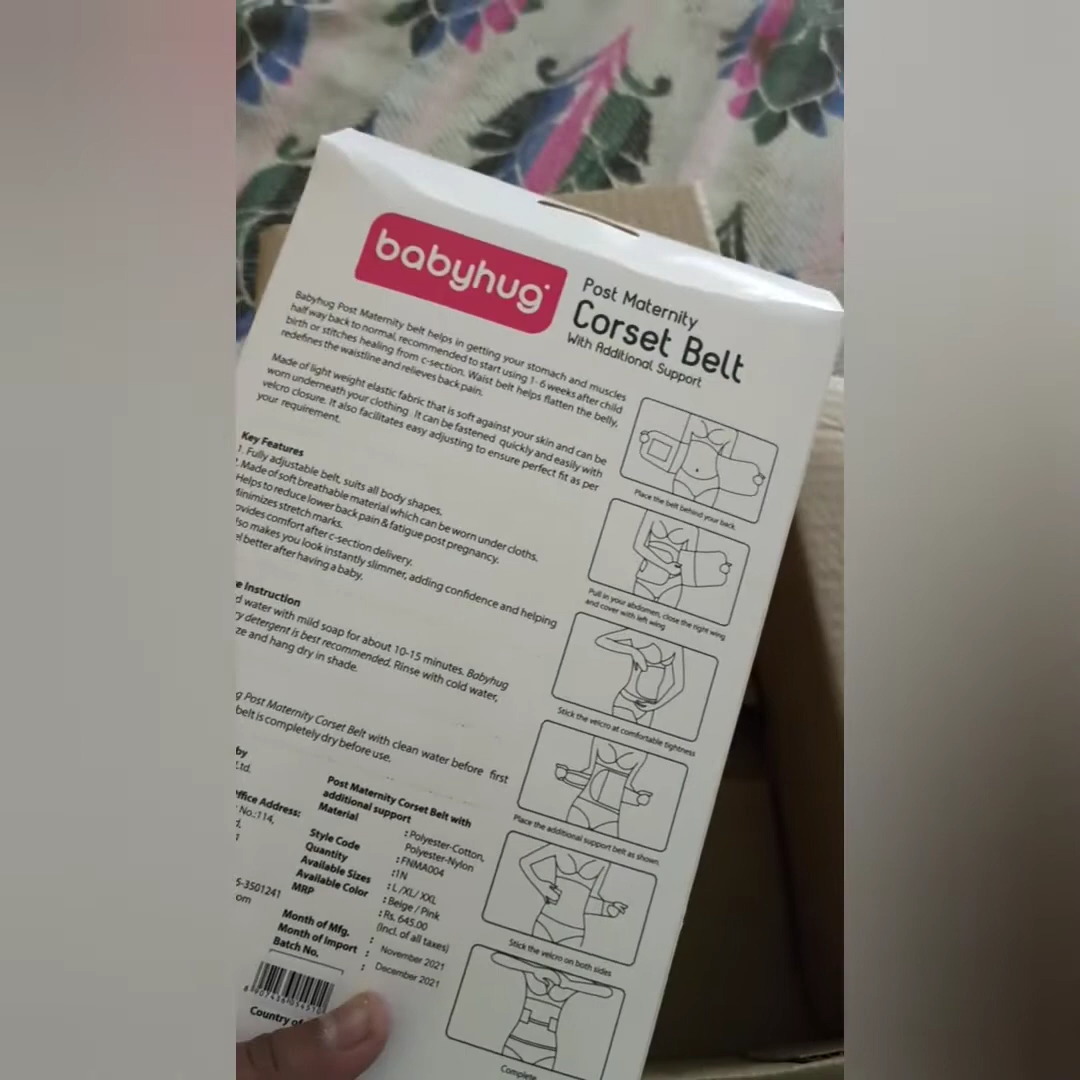 babyhug
Post Maternity
Corset Belt
With Additional Support
Babyhug Post Maternity belt helps in getting your stomach and muscles
half way back to normal, recommended to start using 1-6 weeks after child
birth or stitches healing from c-section. Waist belt helps flatten the belly,
redefines the waistline and relieves back pain.
Made of light weight elastic fabric that is soft against your skin and can be
worn underneath your clothing. It can be fastened quickly and easily with
velcro closure. It also facilitates easy adjusting to ensure perfect fit as per
your requirement.
Key Features
1. Fully adjustable belt, suits all body shapes.
. Made of soft breathable material which can be worn under cloths.
Helps to reduce lower back pain & fatigue post pregnancy.
inimizes stretch marks.
ovides comfort after c-section delivery.
lso makes you look instantly slimmer, adding confidence and helping
el better after having a baby.
e Instruction
d water with mild soap for about 10-15 minutes. Babyhug
ry detergent is best recommended. Rinse with cold water,
ze and hang dry in shade.
g Post Maternity Corset Belt with clean water before first
belt is completely dry before use.
by
Ltd.
ffice Address:
No.:114,
d,
5-3501241
om
Post Maternity Corset Belt with
additional support
Material : Polyester-Cotton,
Polyester-Nylon
Style Code : FNMA004
Quantity : 1N
Available Sizes : L/XL/ XXL
Available Color : Beige / Pink
MRP : Rs. 645.00
(Incl. of all taxes)
Month of Mfg. : November 2021
Month of Import : December 2021
Batch No. :
Country of
Place the belt behind your back.
Pull in your abdomen, close the right wing
and cover with left wing
Stick the velcro at comfortable tightness
Place the additional support belt as shown.
Stick the velcro on both sides
Complete